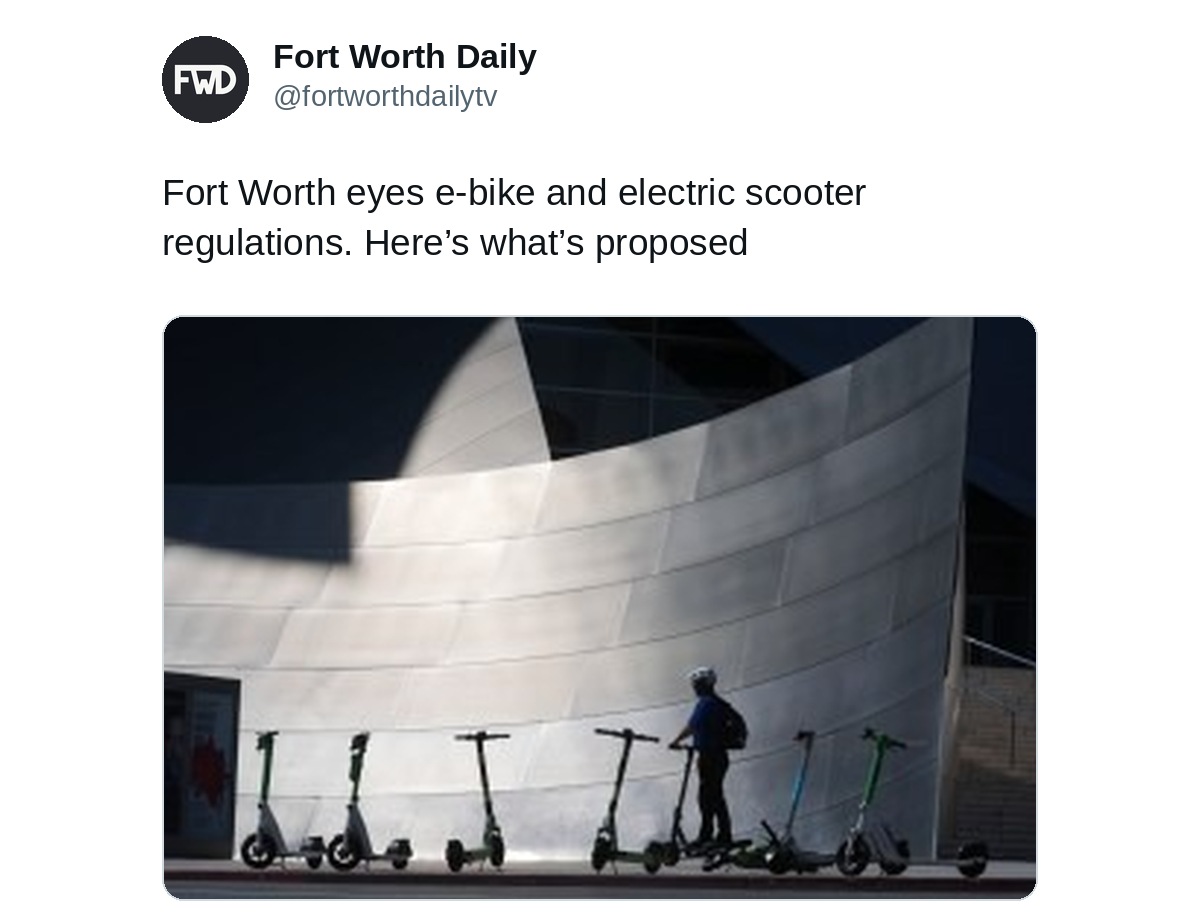 FWD
Fort Worth Daily
@fortworthdailytv
Fort Worth eyes e-bike and electric scooter
regulations. Here’s what’s proposed